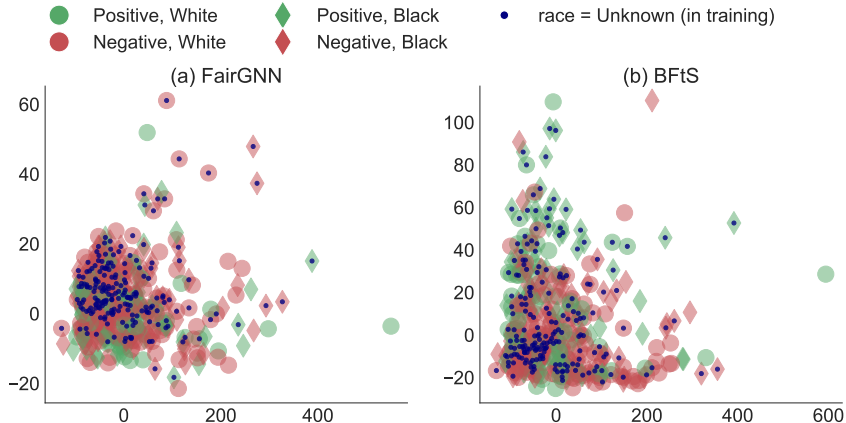 Positive, White Positive, Black race = Unknown (in training)
Negative, White Negative, Black
(a) FairGNN (b) BFtS
60
40
20
0
−20
0 200 400
100
80
60
40
20
0
−20
0 200 400 600